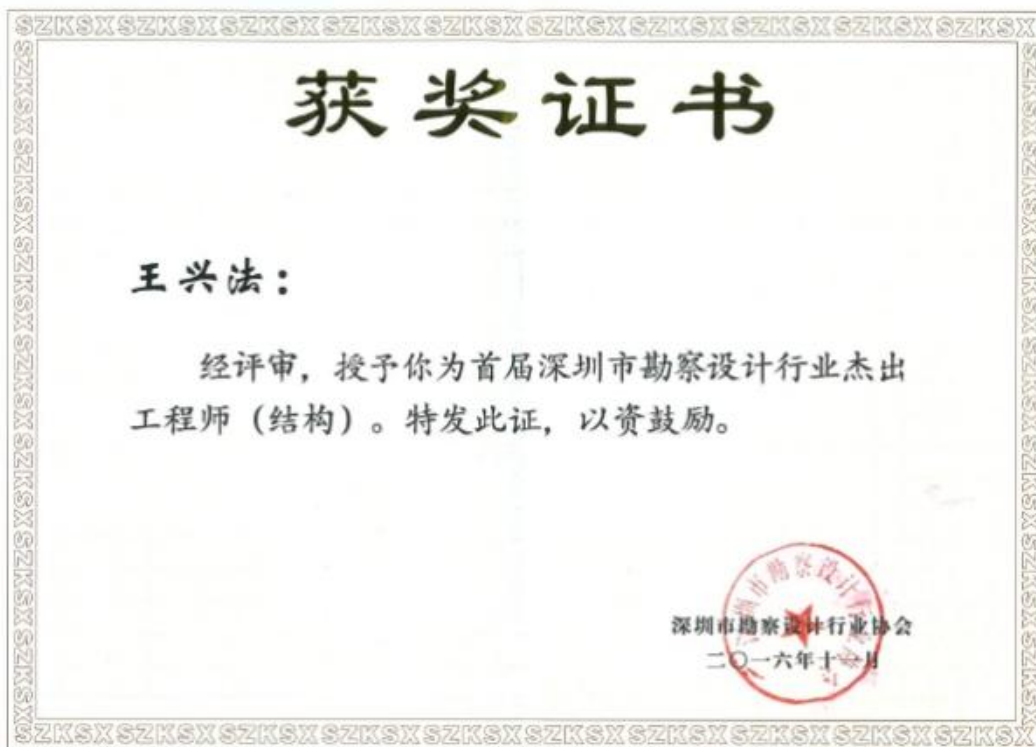 SZKSXSZKSXSZKSXSZKSXSZKSXSZKSXSZKSXSZKSXSZKSXSZKSX
获奖证书
王兴法：
经评审，授予你为首届深圳市勘察设计行业杰出
工程师（结构）。特发此证，以资鼓励。
深圳市勘察设计行业协会
二〇一六年十一月